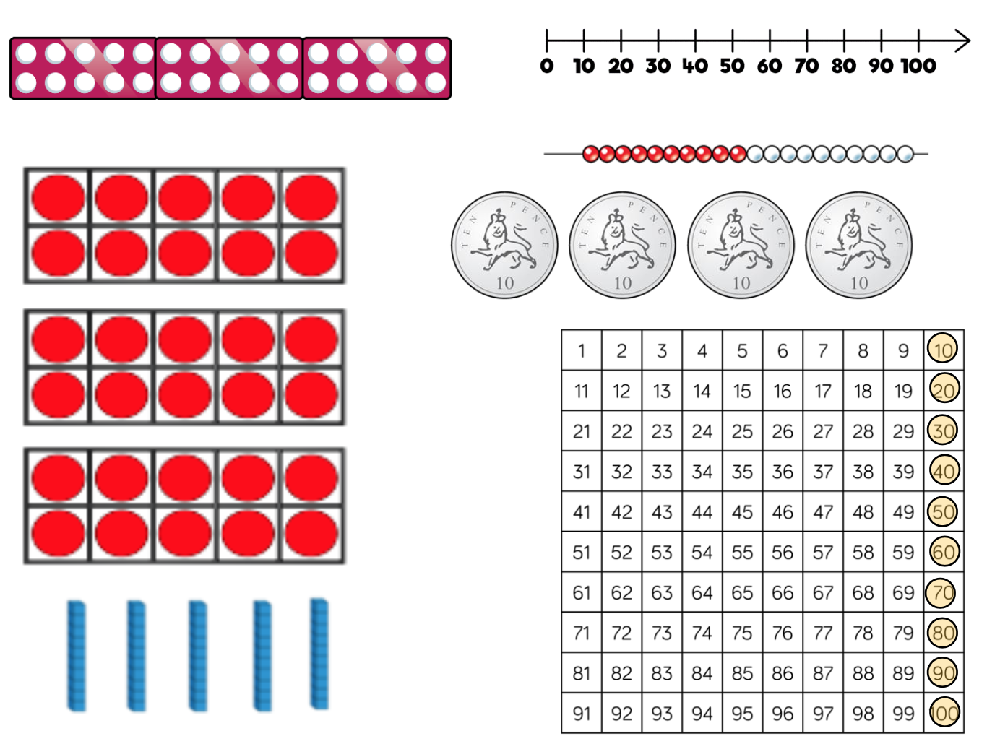 0 10 20 30 40 50 60 70 80 90 100
TEN PENCE TEN PENCE TEN PENCE TEN PENCE
10 10 10 10
1 2 3 4 5 6 7 8 9 10
11 12 13 14 15 16 17 18 19 20
21 22 23 24 25 26 27 28 29 30
31 32 33 34 35 36 37 38 39 40
41 42 43 44 45 46 47 48 49 50
51 52 53 54 55 56 57 58 59 60
61 62 63 64 65 66 67 68 69 70
71 72 73 74 75 76 77 78 79 80
81 82 83 84 85 86 87 88 89 90
91 92 93 94 95 96 97 98 99 100